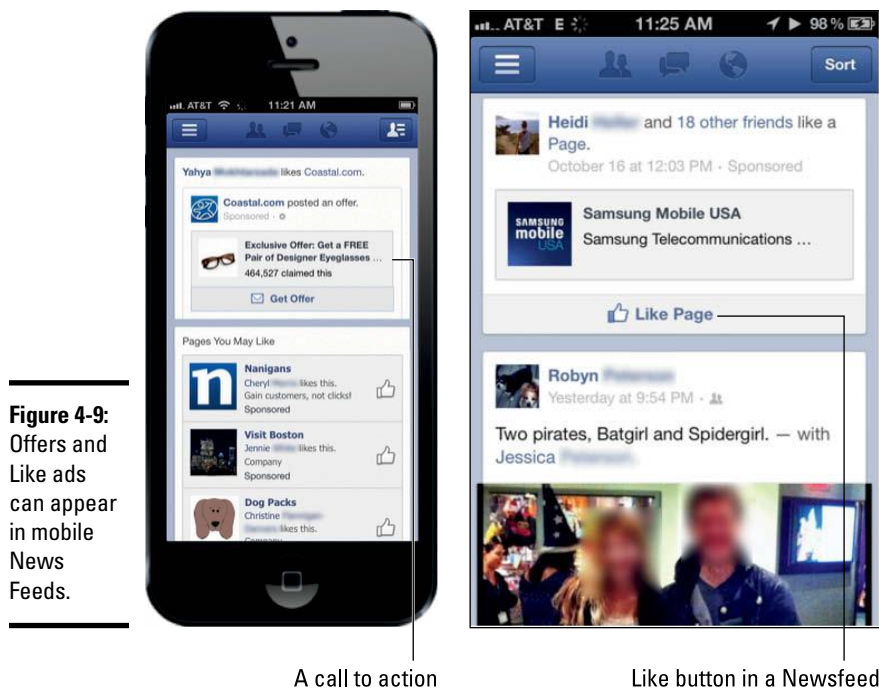 Figure 4-9:
Offers and
Like ads
can appear
in mobile
News
Feeds.
AT&T
11:21 AM
Yahya likes Coastal.com.
Coastal.com posted an offer.
Sponsored ·
Exclusive Offer: Get a FREE
Pair of Designer Eyeglasses ...
464,527 claimed this
Get Offer
Pages You May Like
n
Nanigans
Cheryl likes this.
Gain customers, not clicks!
Sponsored
Visit Boston
Jennie likes this.
Company
Sponsored
Dog Packs
Christine
likes this.
Company
A call to action
AT&T E 11:25 AM 98 %
Sort
Heidi and 18 other friends like a
Page.
October 16 at 12:03 PM · Sponsored
SAMSUNG
mobile
USA
Samsung Mobile USA
Samsung Telecommunications ...
Like Page
Robyn
Yesterday at 9:54 PM ·
Two pirates, Batgirl and Spidergirl. — with
Jessica
Like button in a Newsfeed